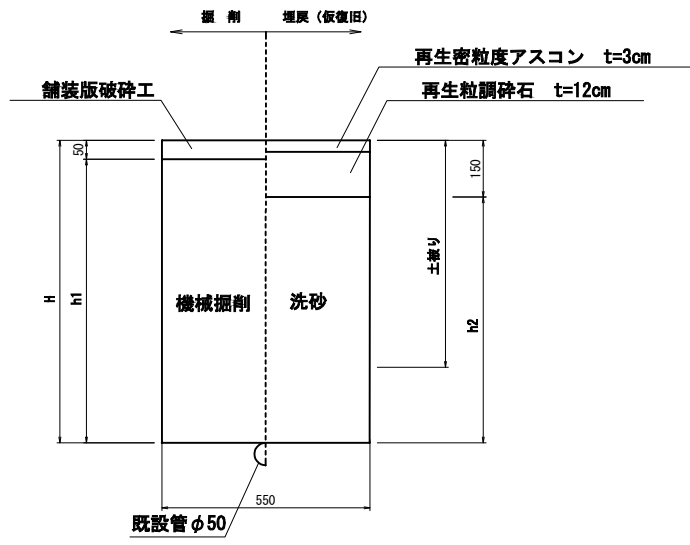 掘 削 埋戻（仮復旧）
再生密粒度アスコン t=3cm
舗装版破砕工
再生粒調砕石 t=12cm
50
150
土被り
H
h1
機械掘削
洗砂
h2
550
既設管φ50